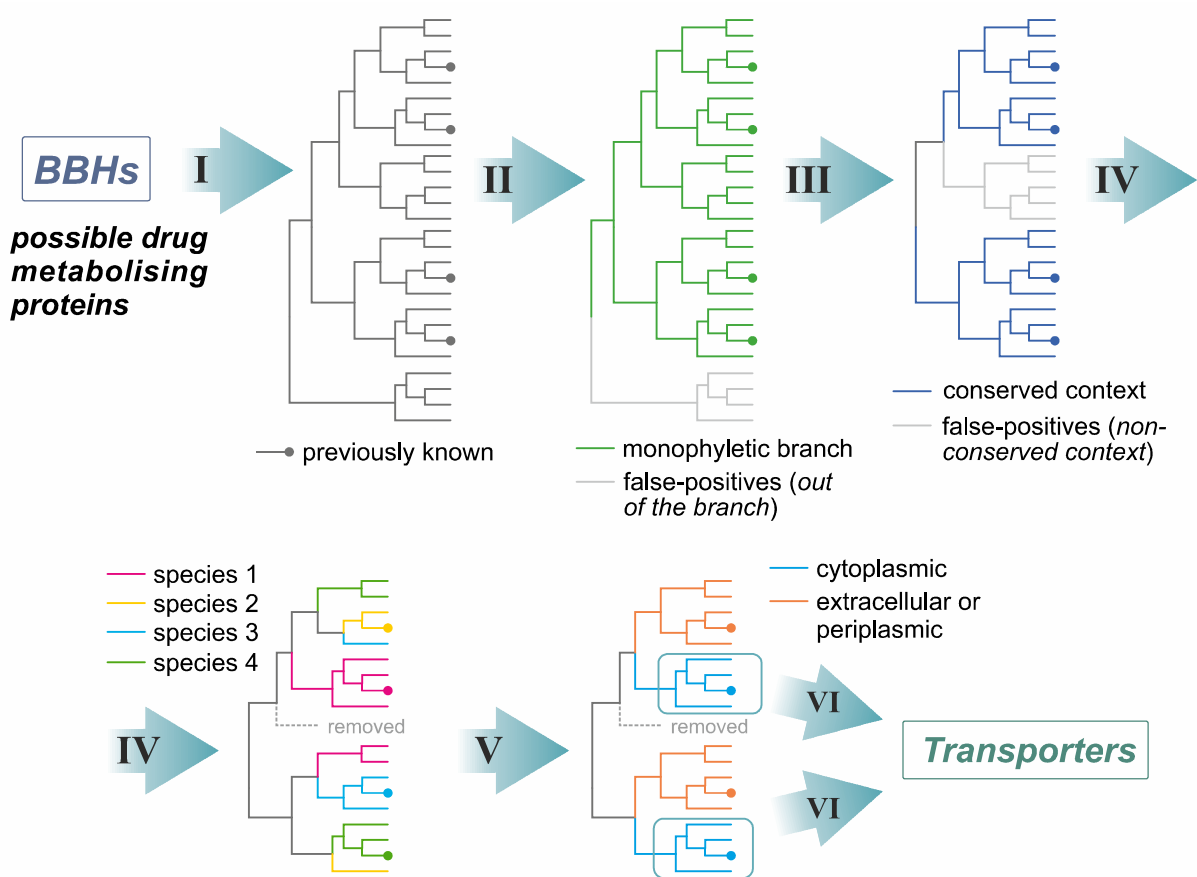 BBHs
possible drug
metabolising
proteins
I
II
III
IV
previously known
monophyletic branch
false-positives (out
of the branch)
conserved context
false-positives (non-
conserved context)
IV
species 1
species 2
species 3
species 4
removed
V
cytoplasmic
extracellular or
periplasmic
removed
VI
VI
Transporters